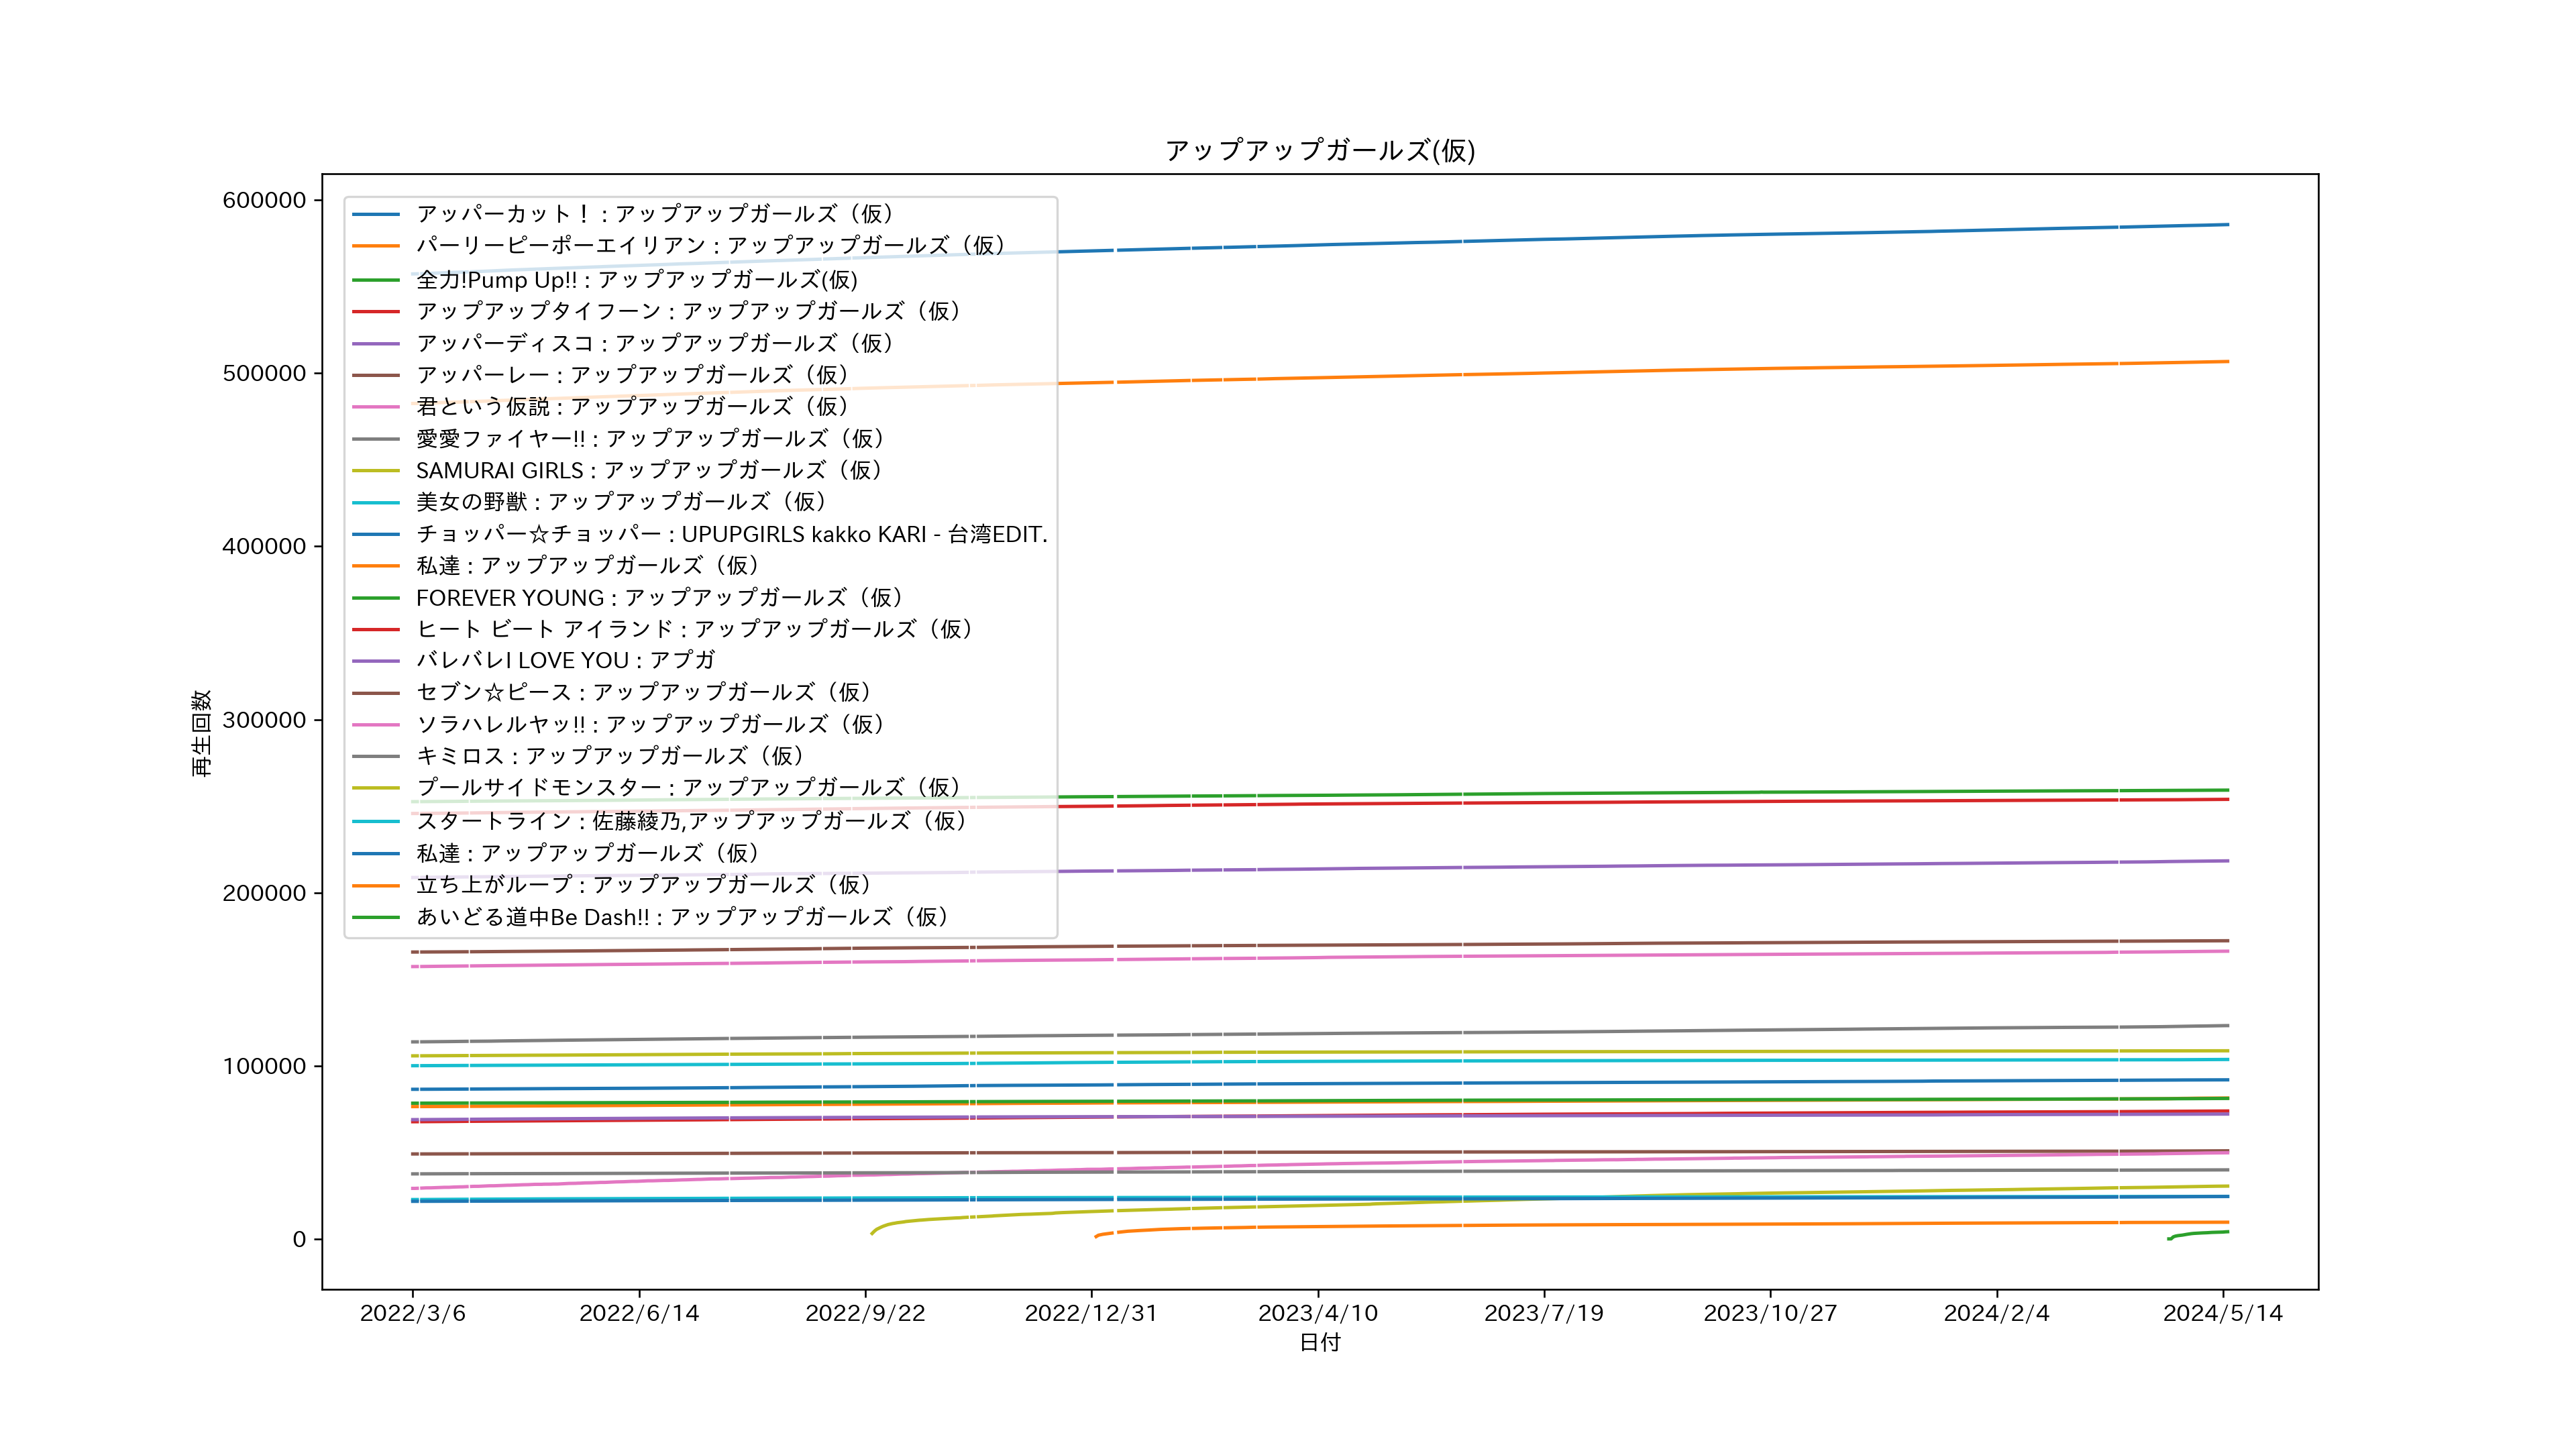 アップアップガールズ(仮)
600000
500000
400000
300000
200000
100000
0
再生回数
アッパーカット！ : アップアップガールズ（仮）
パーリーピーポーエイリアン : アップアップガールズ（仮）
全力!Pump Up!! : アップアップガールズ(仮)
アップアップタイフーン : アップアップガールズ（仮）
アッパーディスコ : アップアップガールズ（仮）
アッパーレー : アップアップガールズ（仮）
君という仮説 : アップアップガールズ（仮）
愛愛ファイヤー!! : アップアップガールズ（仮）
SAMURAI GIRLS : アップアップガールズ（仮）
美女の野獣 : アップアップガールズ（仮）
チョッパー☆チョッパー : UPUPGIRLS kakko KARI - 台湾EDIT.
私達 : アップアップガールズ（仮）
FOREVER YOUNG : アップアップガールズ（仮）
ヒート ビート アイランド : アップアップガールズ（仮）
バレバレI LOVE YOU : アプガ
セブン☆ピース : アップアップガールズ（仮）
ソラハレルヤッ!! : アップアップガールズ（仮）
キミロス : アップアップガールズ（仮）
プールサイドモンスター : アップアップガールズ（仮）
スタートライン : 佐藤綾乃,アップアップガールズ（仮）
私達 : アップアップガールズ（仮）
立ち上がループ : アップアップガールズ（仮）
あいどる道中Be Dash!! : アップアップガールズ（仮）
2022/3/6 2022/6/14 2022/9/22 2022/12/31 2023/4/10 2023/7/19 2023/10/27 2024/2/4 2024/5/14
日付